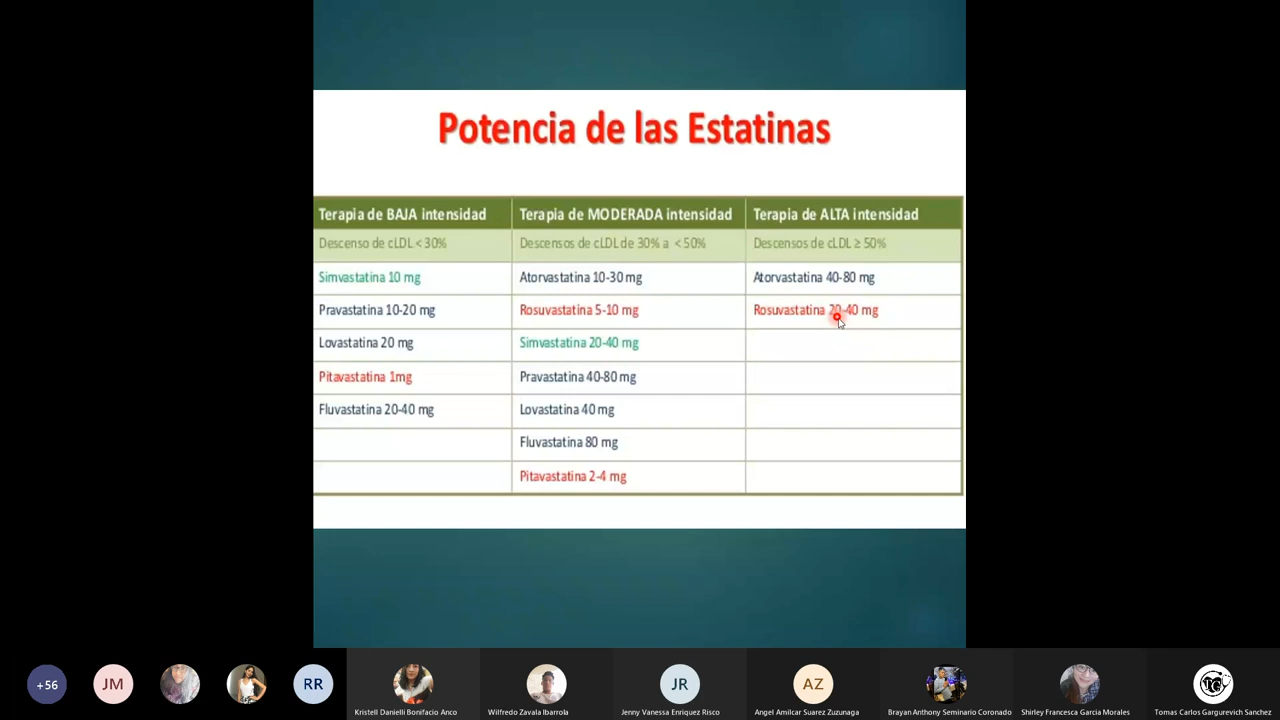 Potencia de las Estatinas
Terapia de BAJA intensidad Terapia de MODERADA intensidad Terapia de ALTA intensidad
Descenso de cLDL < 30% Descensos de cLDL de 30% a < 50% Descensos de cLDL ≥ 50%
Simvastatina 10 mg Atorvastatina 10-30 mg Atorvastatina 40-80 mg
Pravastatina 10-20 mg Rosuvastatina 5-10 mg Rosuvastatina 20-40 mg
Lovastatina 20 mg Simvastatina 20-40 mg
Pitavastatina 1mg Pravastatina 40-80 mg
Fluvastatina 20-40 mg Lovastatina 40 mg
Fluvastatina 80 mg
Pitavastatina 2-4 mg
+56 JM RR JR AZ
Kristell Danielli Bonifacio Anco Wilfredo Zavala Ibarrola Jenny Vanessa Enriquez Risco Angel Amilcar Suarez Zuzunaga Brayan Anthony Seminario Coronado Shirley Francesca Garcia Morales Tomas Carlos Gargurevich Sanchez